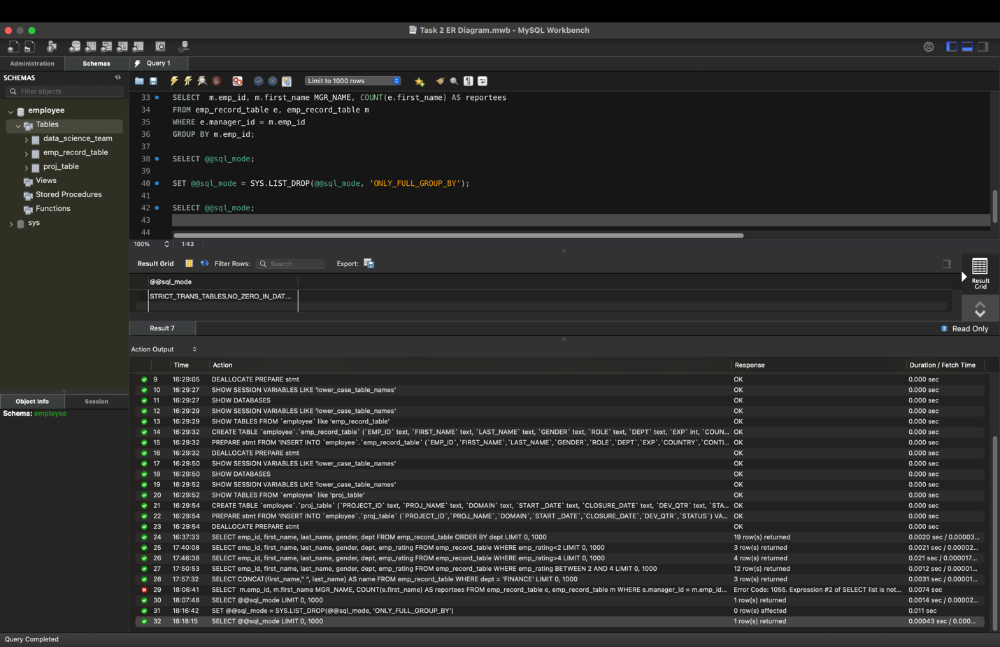 Task 2 ER Diagram.mwb - MySQL Workbench
Administration
Schemas
Query 1
SCHEMAS
Filter objects
employee
Tables
data_science_team
emp_record_table
proj_table
Views
Stored Procedures
Functions
sys
Object Info
Session
Schema: employee
Limit to 1000 rows
33 SELECT  m.emp_id, m.first_name MGR_NAME, COUNT(e.first_name) AS reportees
34 FROM emp_record_table e, emp_record_table m
35 WHERE e.manager_id = m.emp_id
36 GROUP BY m.emp_id;
37
38 SELECT @@sql_mode;
39
40 SET @@sql_mode = SYS.LIST_DROP(@@sql_mode, 'ONLY_FULL_GROUP_BY');
41
42 SELECT @@sql_mode;
43
44
100% 1:43
Result Grid Filter Rows: Search Export:
@@sql_mode
STRICT_TRANS_TABLES,NO_ZERO_IN_DAT...
Result Grid
Result 7
Read Only
Action Output
Time Action Response Duration / Fetch Time
9 16:29:05 DEALLOCATE PREPARE stmt OK 0.000 sec
10 16:29:27 SHOW SESSION VARIABLES LIKE 'lower_case_table_names' OK 0.000 sec
11 16:29:27 SHOW DATABASES OK 0.000 sec
12 16:29:29 SHOW SESSION VARIABLES LIKE 'lower_case_table_names' OK 0.000 sec
13 16:29:29 SHOW TABLES FROM `employee` like 'emp_record_table' OK 0.000 sec
14 16:29:32 CREATE TABLE `employee`.`emp_record_table` (`EMP_ID` text, `FIRST_NAME` text, `LAST_NAME` text, `GENDER` text, `ROLE` text, `DEPT` text, `EXP` int, `COUN... OK 0.000 sec
15 16:29:32 PREPARE stmt FROM 'INSERT INTO `employee`.`emp_record_table` (`EMP_ID`,`FIRST_NAME`,`LAST_NAME`,`GENDER`,`ROLE`,`DEPT`,`EXP`,`COUNTRY`,`CONTI... OK 0.000 sec
16 16:29:32 DEALLOCATE PREPARE stmt OK 0.000 sec
17 16:29:50 SHOW SESSION VARIABLES LIKE 'lower_case_table_names' OK 0.000 sec
18 16:29:50 SHOW DATABASES OK 0.000 sec
19 16:29:52 SHOW SESSION VARIABLES LIKE 'lower_case_table_names' OK 0.000 sec
20 16:29:52 SHOW TABLES FROM `employee` like 'proj_table' OK 0.000 sec
21 16:29:54 CREATE TABLE `employee`.`proj_table` (`PROJECT_ID` text, `PROJ_NAME` text, `DOMAIN` text, `START _DATE` text, `CLOSURE_DATE` text, `DEV_QTR` text, `STA... OK 0.000 sec
22 16:29:54 PREPARE stmt FROM 'INSERT INTO `employee`.`proj_table` (`PROJECT_ID`,`PROJ_NAME`,`DOMAIN`,`START _DATE`,`CLOSURE_DATE`,`DEV_QTR`,`STATUS`) VA... OK 0.000 sec
23 16:29:54 DEALLOCATE PREPARE stmt OK 0.000 sec
24 16:37:33 SELECT emp_id, first_name, last_name, gender, dept FROM emp_record_table ORDER BY dept LIMIT 0, 1000 19 row(s) returned 0.0020 sec / 0.00003...
25 17:40:08 SELECT emp_id, first_name, last_name, gender, dept, emp_rating FROM emp_record_table WHERE emp_rating<2 LIMIT 0, 1000 3 row(s) returned 0.0021 sec / 0.00002...
26 17:46:38 SELECT emp_id, first_name, last_name, gender, dept, emp_rating FROM emp_record_table WHERE emp_rating>4 LIMIT 0, 1000 4 row(s) returned 0.021 sec / 0.000017...
27 17:50:53 SELECT emp_id, first_name, last_name, gender, dept, emp_rating FROM emp_record_table WHERE emp_rating BETWEEN 2 AND 4 LIMIT 0, 1000 12 row(s) returned 0.0012 sec / 0.00001...
28 17:57:32 SELECT CONCAT(first_name," ", last_name) AS name FROM emp_record_table WHERE dept = 'FINANCE' LIMIT 0, 1000 3 row(s) returned 0.0031 sec / 0.00001...
29 18:06:41 SELECT  m.emp_id, m.first_name MGR_NAME, COUNT(e.first_name) AS reportees FROM emp_record_table e, emp_record_table m WHERE e.manager_id = m.emp_id... Error Code: 1055. Expression #2 of SELECT list is not... 0.0074 sec
30 18:07:48 SELECT @@sql_mode LIMIT 0, 1000 1 row(s) returned 0.0014 sec / 0.00002...
31 18:16:42 SET @@sql_mode = SYS.LIST_DROP(@@sql_mode, 'ONLY_FULL_GROUP_BY') 0 row(s) affected 0.011 sec
32 18:18:15 SELECT @@sql_mode LIMIT 0, 1000 1 row(s) returned 0.00043 sec / 0.000...
Query Completed